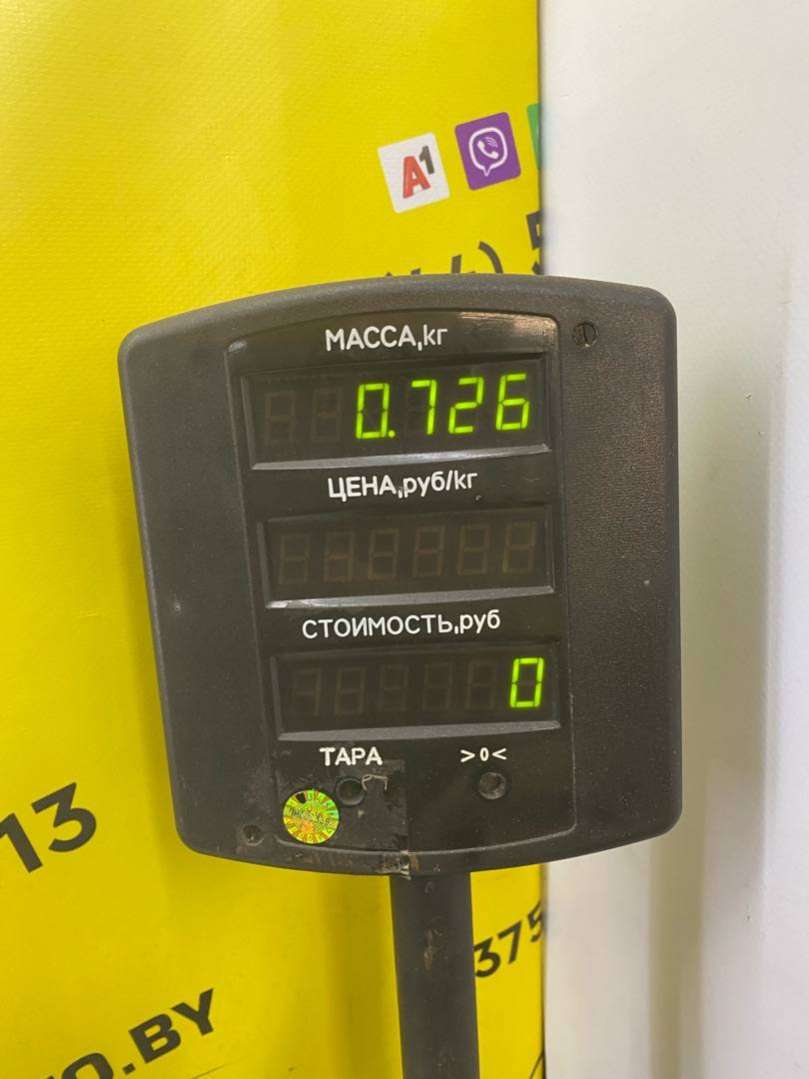 A1
МАССА,кг
0.726
ЦЕНА,руб/кг
СТОИМОСТЬ,руб
0
ТАРА >0<
13
375
O.BY